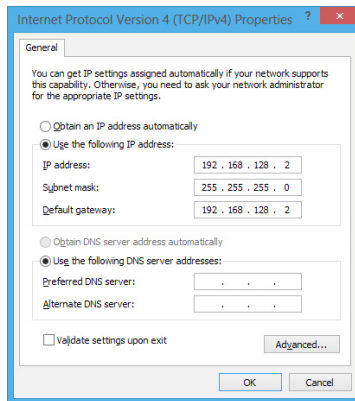 Internet Protocol Version 4 (TCP/IPv4) Properties ? ×
General
You can get IP settings assigned automatically if your network supports
this capability. Otherwise, you need to ask your network administrator
for the appropriate IP settings.
Obtain an IP address automatically
Use the following IP address:
IP address: 192 . 168 . 128 . 2
Subnet mask: 255 . 255 . 255 . 0
Default gateway: 192 . 168 . 128 . 2
Obtain DNS server address automatically
Use the following DNS server addresses:
Preferred DNS server: . . .
Alternate DNS server: . . .
Validate settings upon exit
Advanced...
OK Cancel